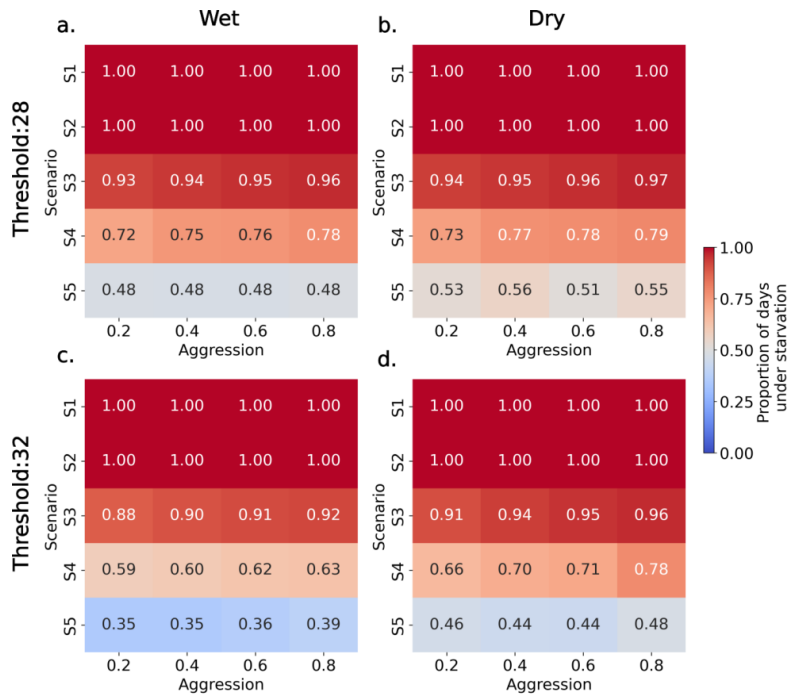 Wet
Dry
a.
b.
Threshold:28
Scenario
S1
1.00 1.00 1.00 1.00
S2
1.00 1.00 1.00 1.00
S3
0.93 0.94 0.95 0.96
S4
0.72 0.75 0.76 0.78
S5
0.48 0.48 0.48 0.48
0.2 0.4 0.6 0.8
Aggression
Scenario
S1
1.00 1.00 1.00 1.00
S2
1.00 1.00 1.00 1.00
S3
0.94 0.95 0.96 0.97
S4
0.73 0.77 0.78 0.79
S5
0.53 0.56 0.51 0.55
0.2 0.4 0.6 0.8
Aggression
c.
d.
Threshold:32
Scenario
S1
1.00 1.00 1.00 1.00
S2
1.00 1.00 1.00 1.00
S3
0.88 0.90 0.91 0.92
S4
0.59 0.60 0.62 0.63
S5
0.35 0.35 0.36 0.39
0.2 0.4 0.6 0.8
Aggression
Scenario
S1
1.00 1.00 1.00 1.00
S2
1.00 1.00 1.00 1.00
S3
0.91 0.94 0.95 0.96
S4
0.66 0.70 0.71 0.78
S5
0.46 0.44 0.44 0.48
0.2 0.4 0.6 0.8
Aggression
1.00
0.75
0.50
0.25
0.00
Proportion of days
under starvation